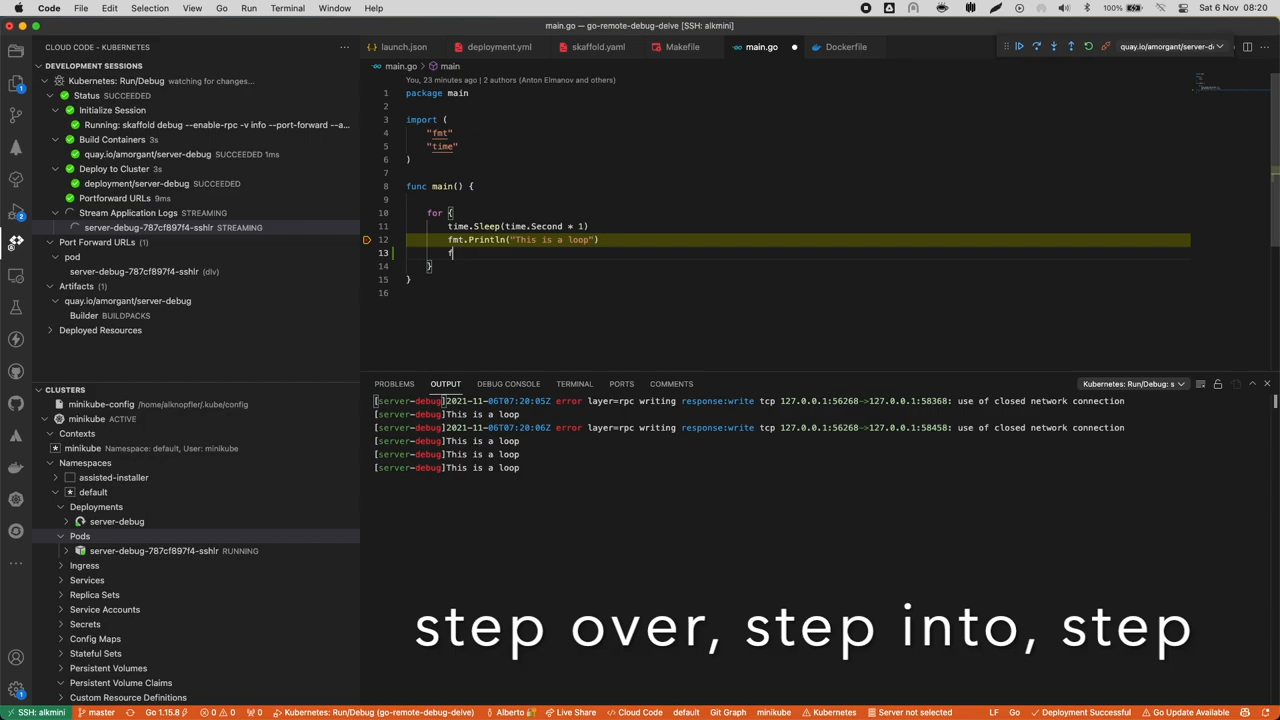 Code File Edit Selection View Go Run Terminal Window Help
100% Sat 6 Nov 08:20
main.go — go-remote-debug-delve [SSH: alkmini]
CLOUD CODE - KUBERNETES
DEVELOPMENT SESSIONS
Kubernetes: Run/Debug watching for changes...
Status SUCCEEDED
Initialize Session
Running: skaffold debug --enable-rpc -v info --port-forward --a...
Build Containers 3s
quay.io/amorgant/server-debug SUCCEEDED 1ms
Deploy to Cluster 3s
deployment/server-debug SUCCEEDED
Portforward URLs 9ms
Stream Application Logs STREAMING
server-debug-787cf897f4-sshlr STREAMING
Port Forward URLs (1)
pod
server-debug-787cf897f4-sshlr (dlv)
Artifacts (1)
quay.io/amorgant/server-debug
Builder BUILDPACKS
Deployed Resources
CLUSTERS
minikube-config /home/alknopfler/.kube/config
minikube ACTIVE
Contexts
minikube Namespace: default, User: minikube
Namespaces
assisted-installer
default
Deployments
server-debug
Pods
server-debug-787cf897f4-sshlr RUNNING
Ingress
Services
Replica Sets
Service Accounts
Secrets
Config Maps
Stateful Sets
Persistent Volumes
Persistent Volume Claims
Custom Resource Definitions
launch.json deployment.yml skaffold.yaml Makefile main.go Dockerfile
quay.io/amorgant/server-d
main.go > main
You, 23 minutes ago | 2 authors (Anton Elmanov and others)
1 package main
2
3 import (
4 "fmt"
5 "time"
6 )
7
8 func main() {
9
10 for {
11 time.Sleep(time.Second * 1)
12 fmt.Println("This is a loop")
13 f
14 }
15 }
16
PROBLEMS OUTPUT DEBUG CONSOLE TERMINAL PORTS COMMENTS
Kubernetes: Run/Debug: s
[server-debug]2021-11-06T07:20:05Z error layer=rpc writing response:write tcp 127.0.0.1:56268->127.0.0.1:58368: use of closed network connection
[server-debug]This is a loop
[server-debug]2021-11-06T07:20:06Z error layer=rpc writing response:write tcp 127.0.0.1:56268->127.0.0.1:58458: use of closed network connection
[server-debug]This is a loop
[server-debug]This is a loop
[server-debug]This is a loop
step over, step into, step
SSH: alkmini master Go 1.15.8 0 0 0 Kubernetes: Run/Debug (go-remote-debug-delve) Alberto Live Share Cloud Code default Git Graph minikube Kubernetes Server not selected LF Go Deployment Successful Go Update Available